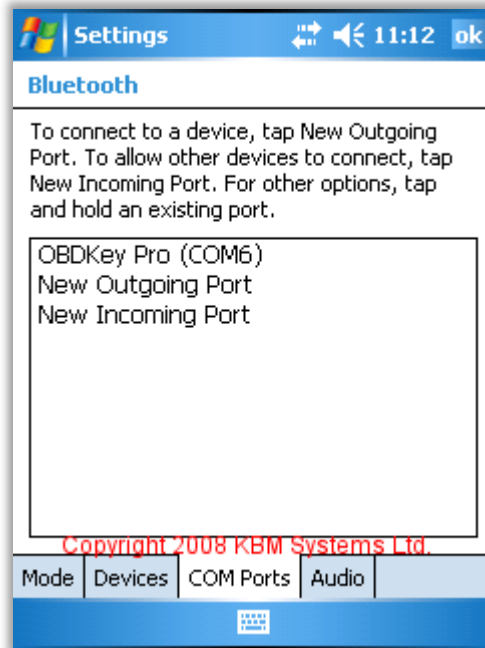 Settings 11:12 ok
Bluetooth
To connect to a device, tap New Outgoing
Port. To allow other devices to connect, tap
New Incoming Port. For other options, tap
and hold an existing port.
OBDKey Pro (COM6)
New Outgoing Port
New Incoming Port
Copyright 2008 KBM Systems Ltd.
Mode Devices COM Ports Audio